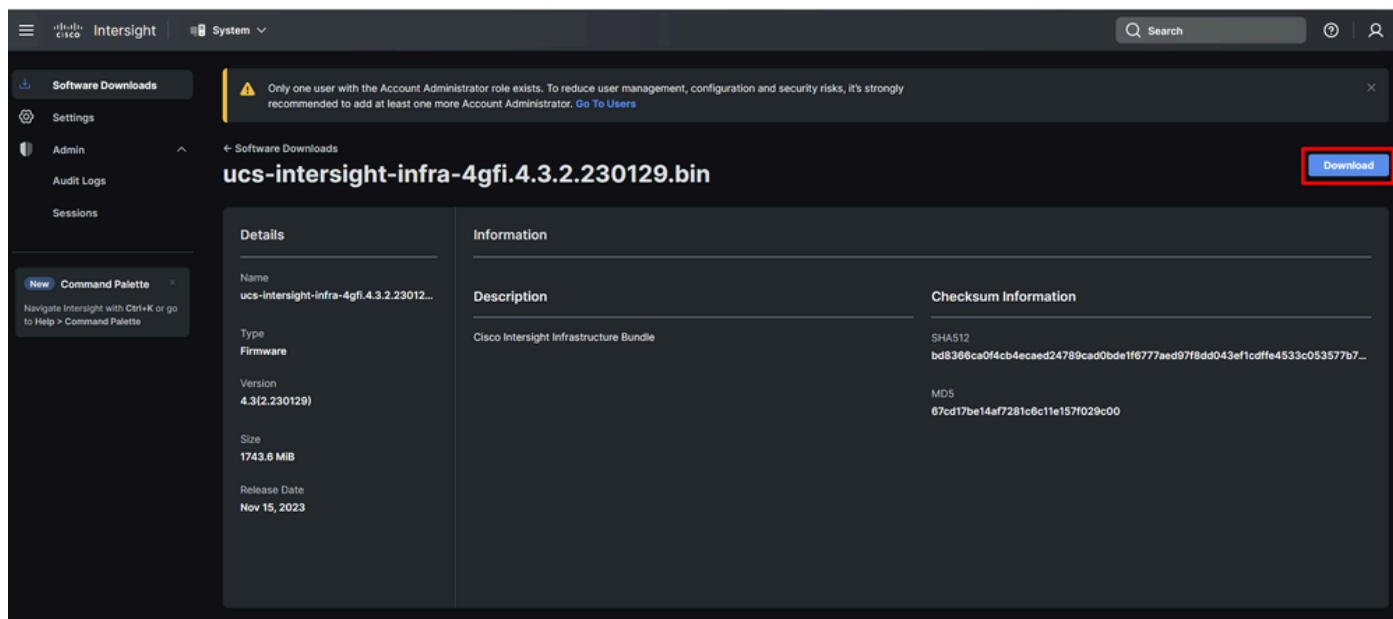 cisco Intersight
System
Search
Software Downloads
Settings
Admin
Audit Logs
Sessions
New Command Palette
Navigate Intersight with Ctrl+K or go
to Help > Command Palette
Only one user with the Account Administrator role exists. To reduce user management, configuration and security risks, it's strongly
recommended to add at least one more Account Administrator. Go To Users
← Software Downloads
ucs-intersight-infra-4gfi.4.3.2.230129.bin
Download
Details
Name
ucs-intersight-infra-4gfi.4.3.2.23012...
Type
Firmware
Version
4.3(2.230129)
Size
1743.6 MiB
Release Date
Nov 15, 2023
Information
Description
Cisco Intersight Infrastructure Bundle
Checksum Information
SHA512
bd8366ca0f4cb4ecaed24789cad0bde1f6777aed97f8dd043ef1cdffe4533c053577b7...
MD5
67cd17be14af7281c6c11e157f029c00